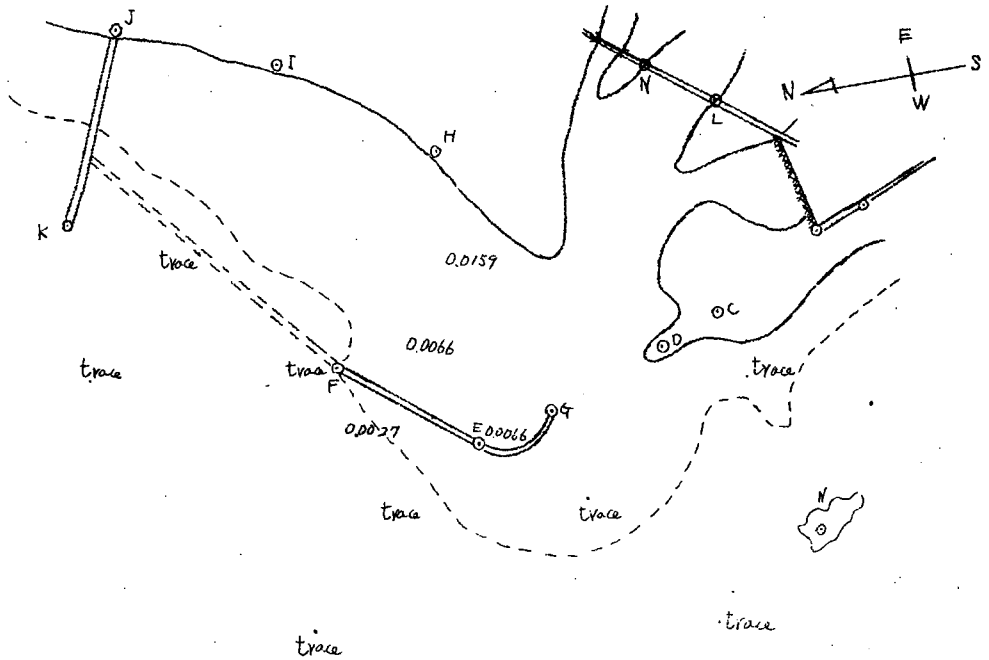 J
I
E
S
N
W
N
L
H
K
trace
0.0159
C
0.0066
D
trace
trace
trace
F
G
0.0027
E 0.0066
N
trace
trace
trace
trace